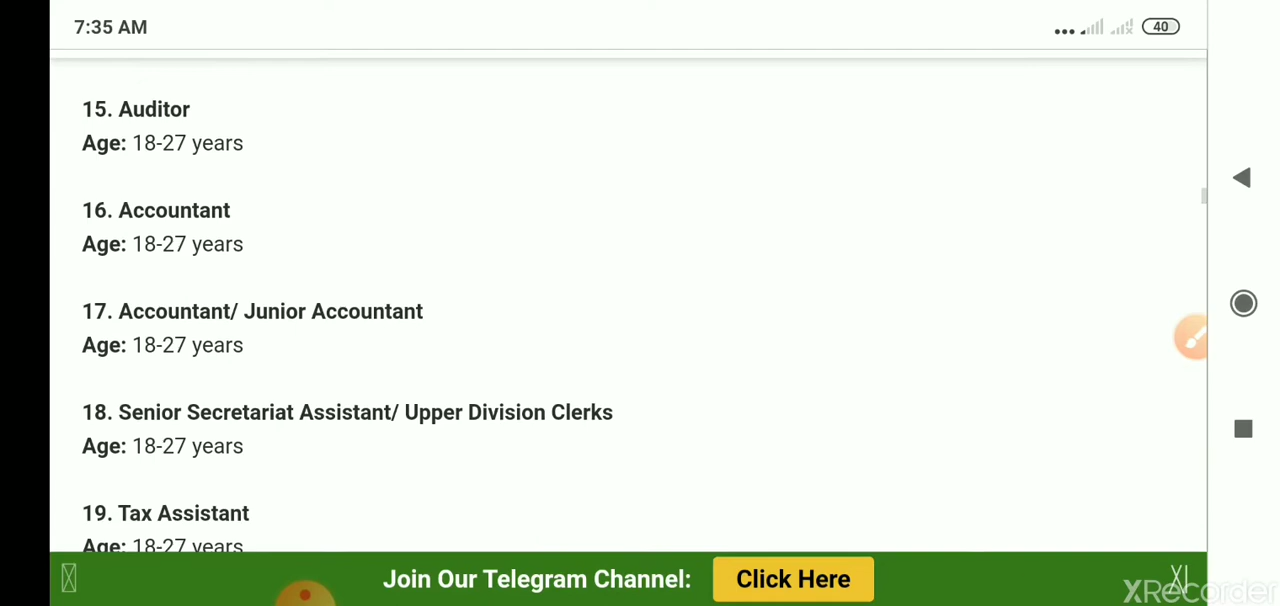 7:35 AM
40
15. Auditor
Age: 18-27 years
16. Accountant
Age: 18-27 years
17. Accountant/ Junior Accountant
Age: 18-27 years
18. Senior Secretariat Assistant/ Upper Division Clerks
Age: 18-27 years
19. Tax Assistant
Age: 18-27 years
Join Our Telegram Channel: Click Here
XRecorder